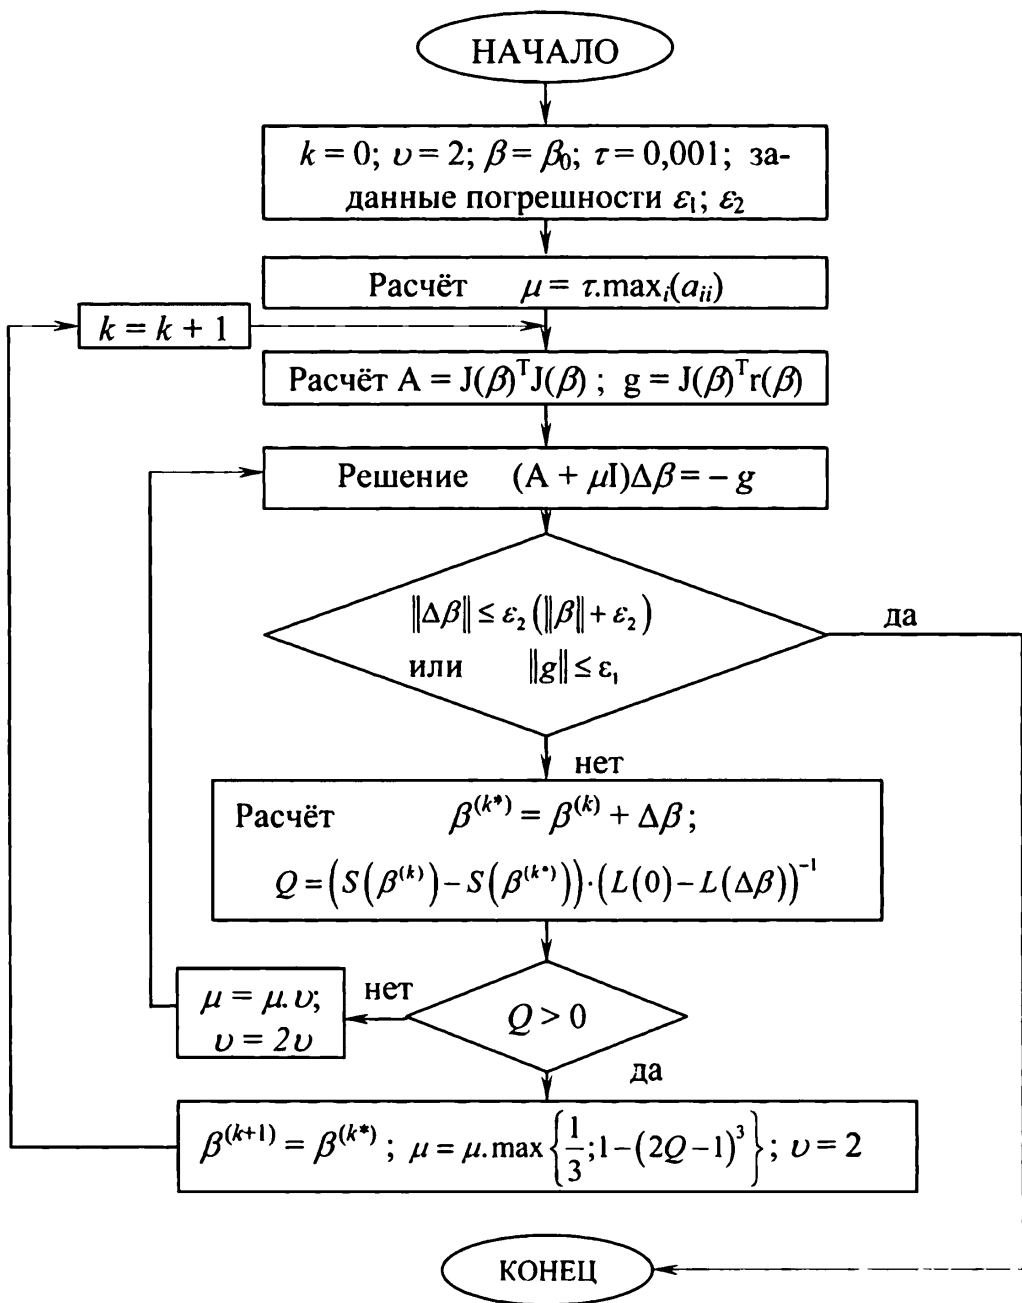 НАЧАЛО
k = 0; υ = 2; β = β₀; τ = 0,001; за-
данные погрешности ε₁; ε₂
Расчёт μ = τ.maxᵢ(aᵢᵢ)
k = k + 1
Расчёт A = J(β)ᵀJ(β) ; g = J(β)ᵀr(β)
Решение (A + μI)Δβ = – g
‖Δβ‖ ≤ ε₂(‖β‖ + ε₂)
или ‖g‖ ≤ ε₁
да
нет
Расчёт β^(k*) = β^(k) + Δβ ;
Q = (S(β^(k)) – S(β^(k*)))·(L(0) – L(Δβ))⁻¹
μ = μ.υ;
υ = 2υ
нет
Q > 0
да
β^(k+1) = β^(k*) ; μ = μ.max{1/3;1–(2Q–1)³}; υ = 2
КОНЕЦ